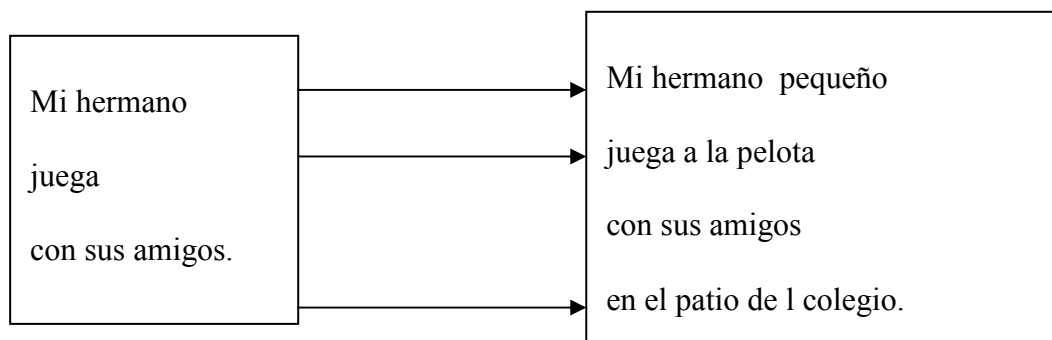 Mi hermano
juega
con sus amigos.
Mi hermano  pequeño
juega a la pelota
con sus amigos
en el patio de l colegio.